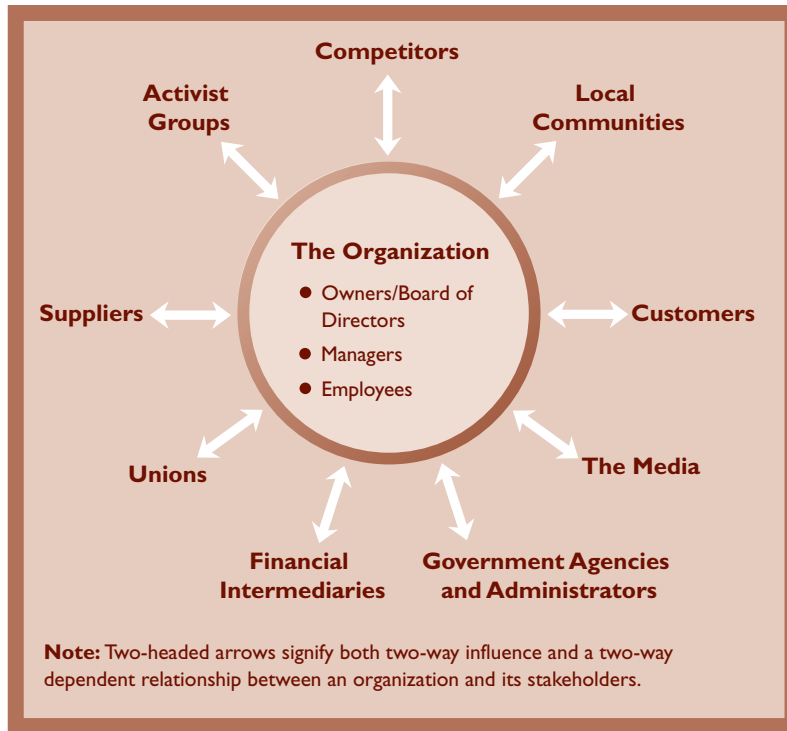 Competitors
Activist
Groups
Local
Communities
The Organization
● Owners/Board of
Directors
● Managers
● Employees
Suppliers
Customers
Unions
The Media
Financial
Intermediaries
Government Agencies
and Administrators
Note: Two-headed arrows signify both two-way influence and a two-way
dependent relationship between an organization and its stakeholders.